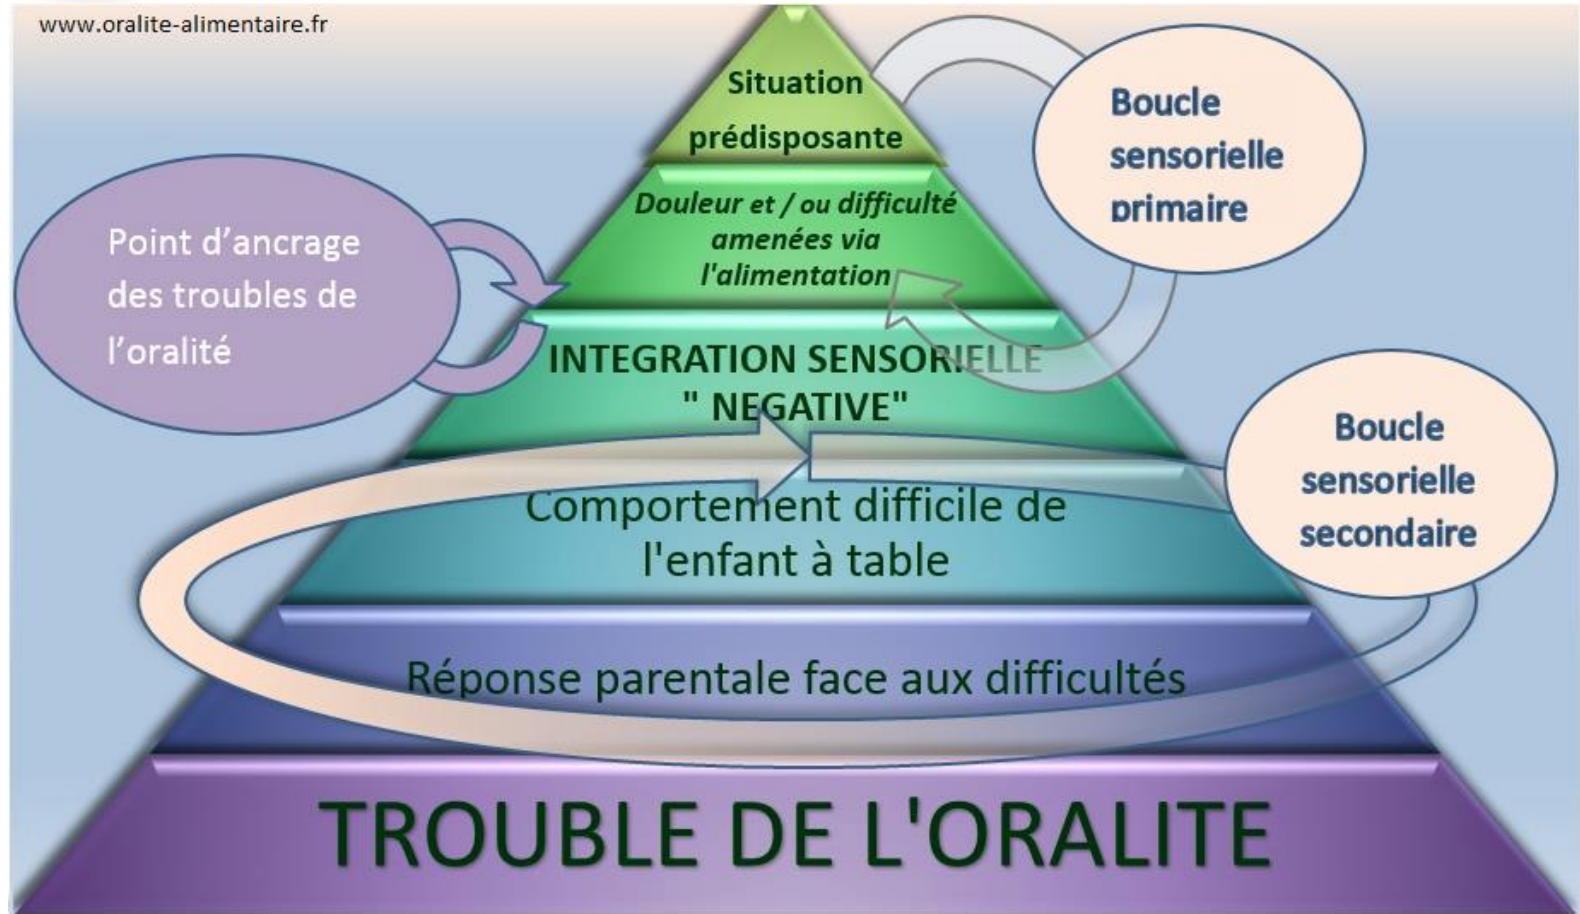 www.oralite-alimentaire.fr
Situation
prédisposante
Boucle
sensorielle
primaire
Douleur et / ou difficulté
amenées via
l'alimentation
Point d’ancrage
des troubles de
l’oralité
INTEGRATION SENSORIELLE
" NEGATIVE"
Boucle
sensorielle
secondaire
Comportement difficile de
l'enfant à table
Réponse parentale face aux difficultés
TROUBLE DE L'ORALITE